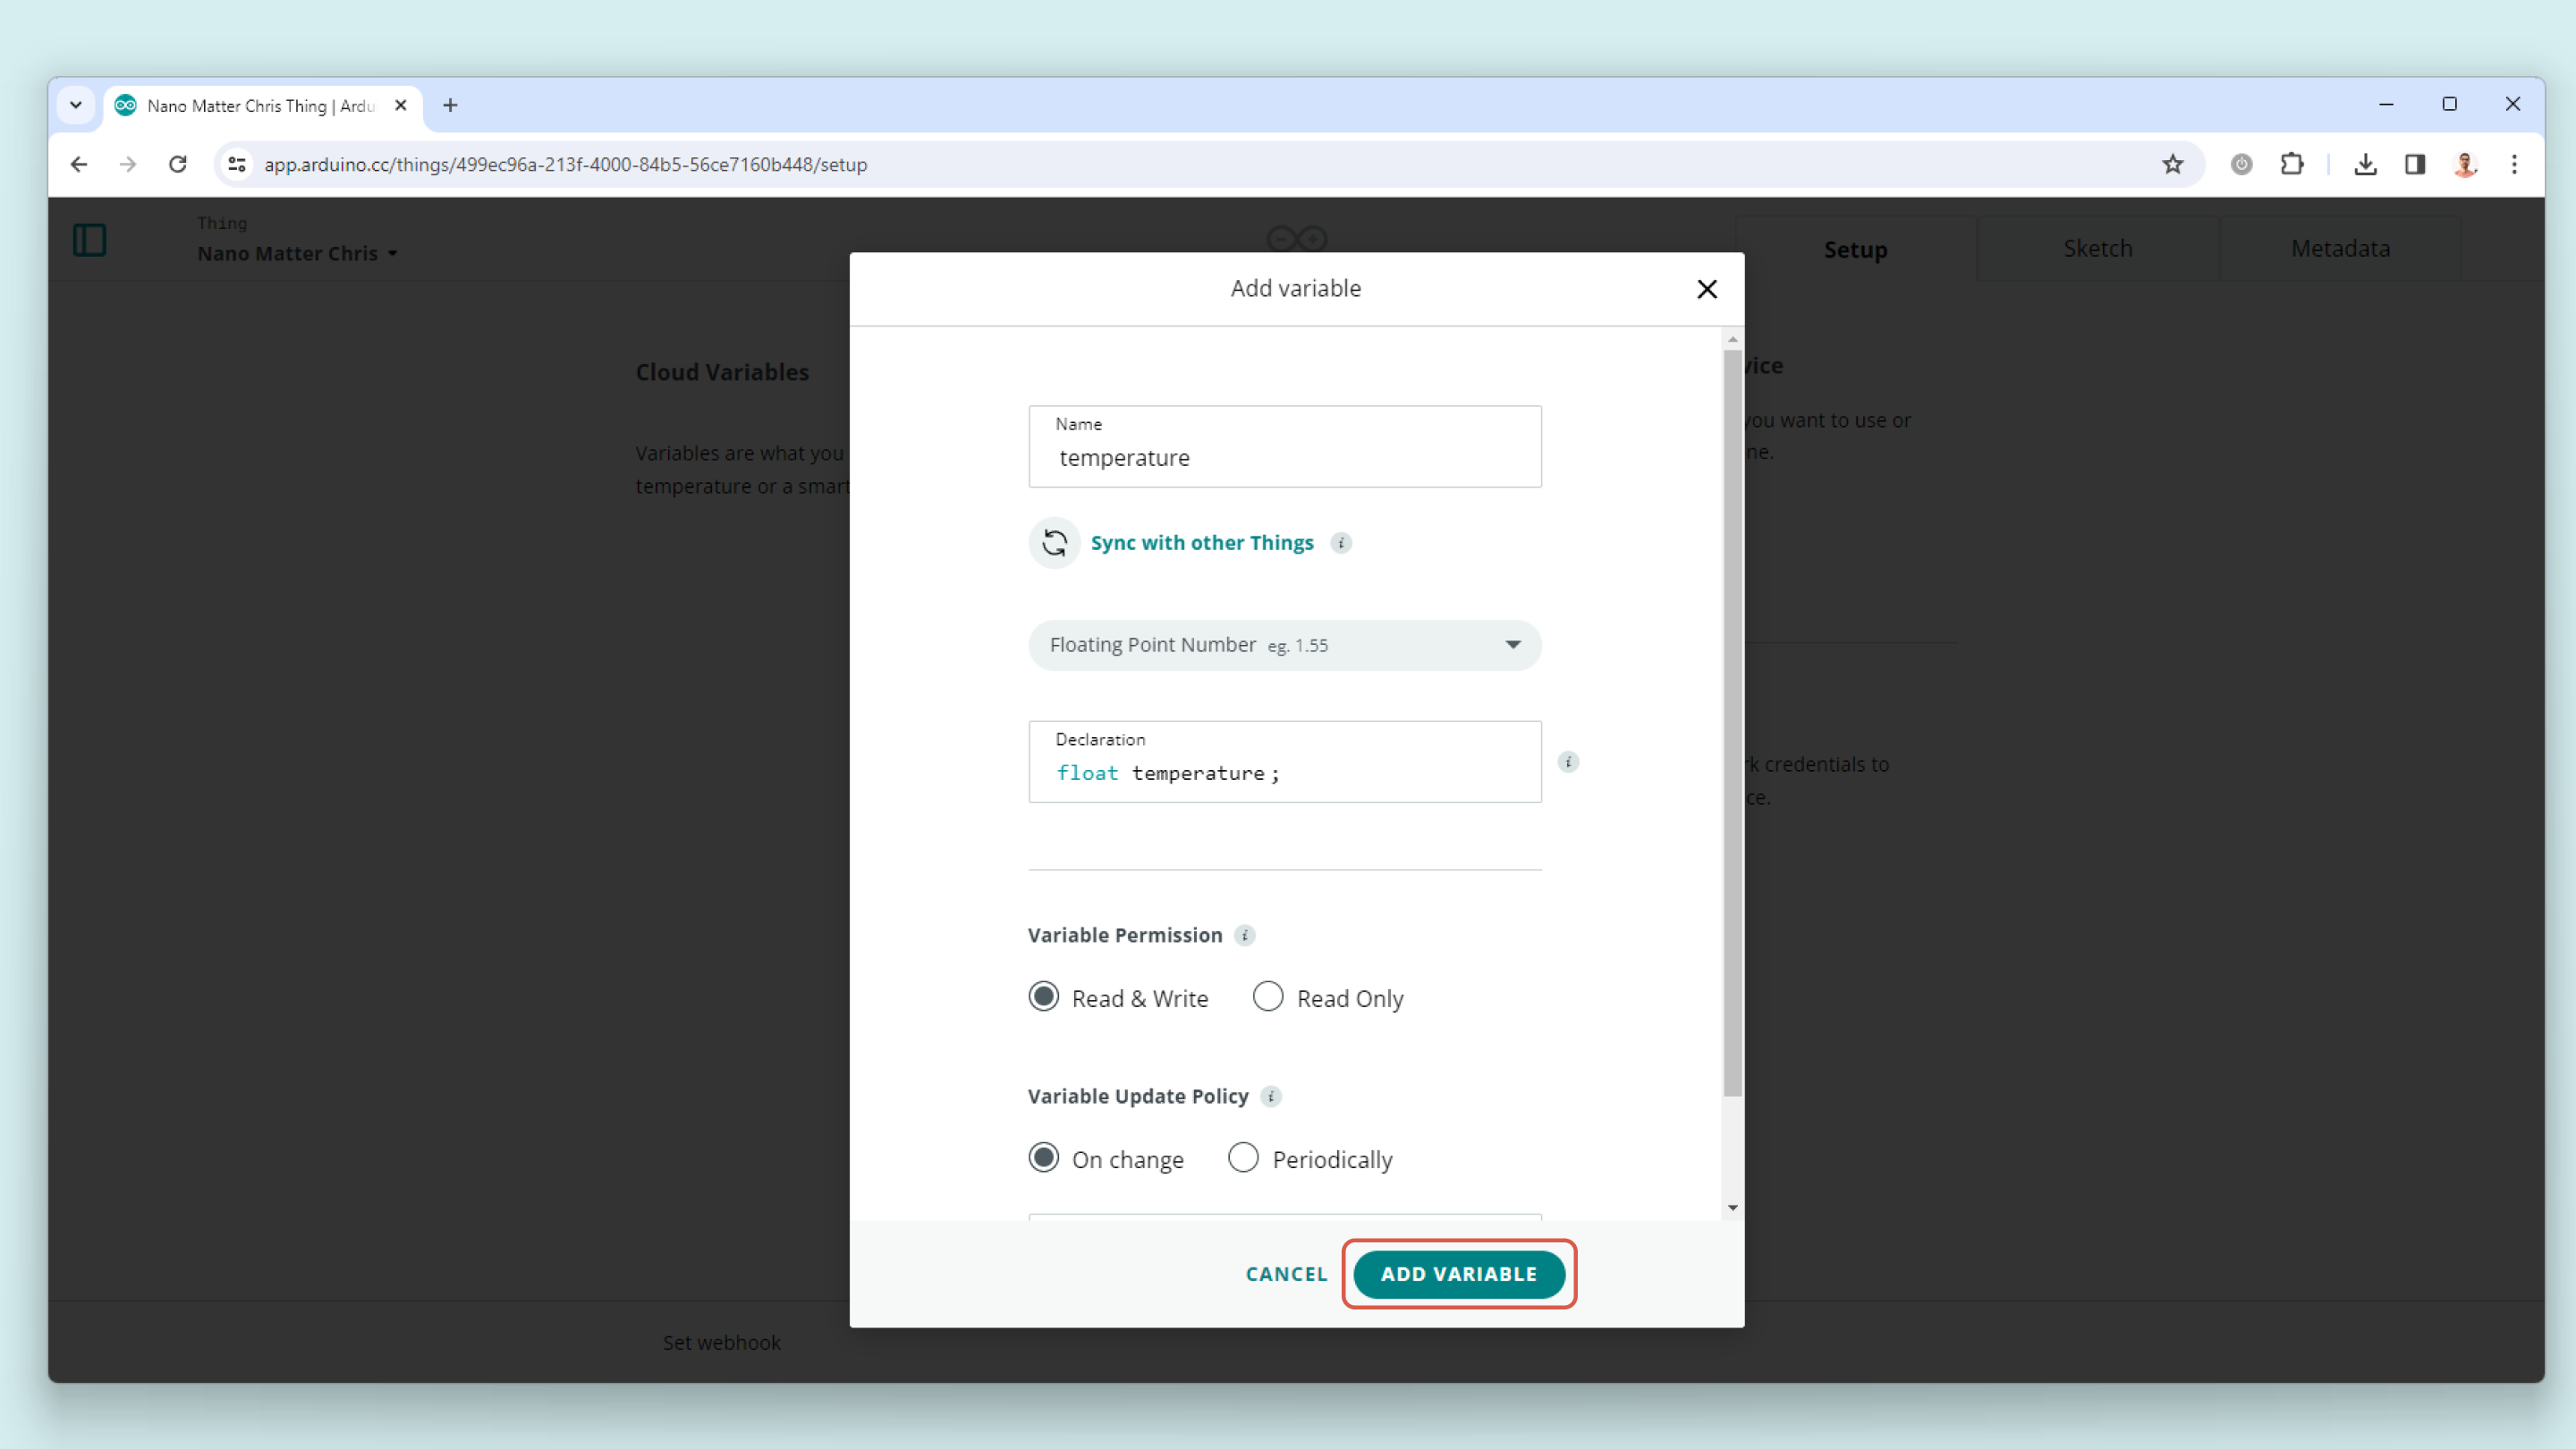 Nano Matter Chris Thing | Ardu
app.arduino.cc/things/499ec96a-213f-4000-84b5-56ce7160b448/setup
Thing
Nano Matter Chris
Setup
Sketch
Metadata
Add variable
Cloud Variables
Variables are what you
temperature or a smart
vice
you want to use or
ne.
Name
temperature
Sync with other Things i
Floating Point Number eg. 1.55
Declaration
float temperature;
i
rk credentials to
ce.
Variable Permission i
Read & Write
Read Only
Variable Update Policy i
On change
Periodically
CANCEL
ADD VARIABLE
Set webhook